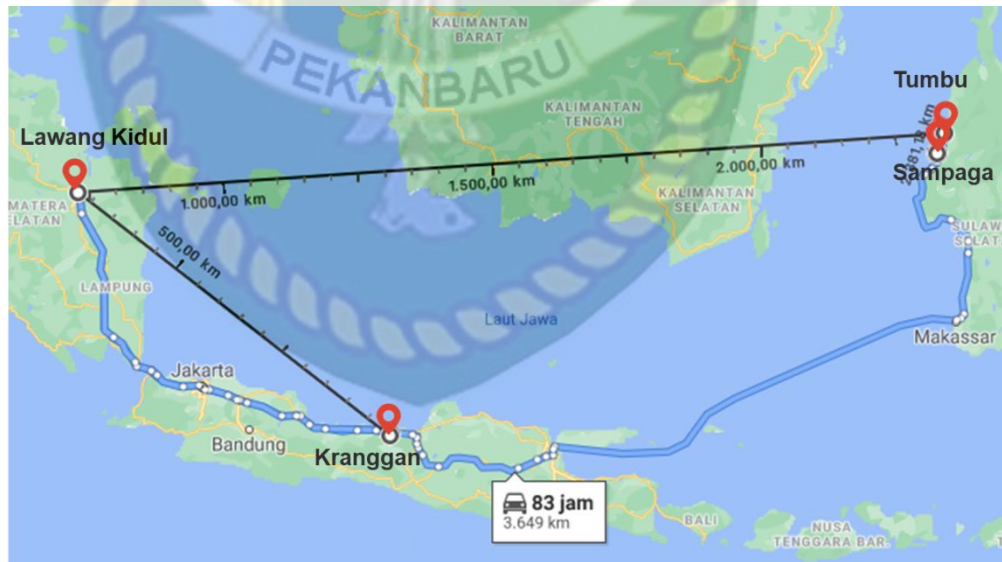 KALIMANTAN
BARAT
PEKANBARU
Tumbu
KALIMANTAN
TENGAH
Lawang Kidul
Sampaga
2.000,00 km
1.500,00 km
1.000,00 km
MATERA
ELATAN
KALIMANTAN
SELATAN
500,00 km
SULAW
SELAT
LAMPUNG
Laut Jawa
Makassar
Jakarta
Bandung
Kranggan
83 jam
3.649 km
BALI
NUSA
TENGGARA BAR.